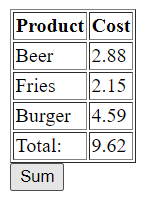 Product Cost
Beer 2.88
Fries 2.15
Burger 4.59
Total: 9.62
Sum